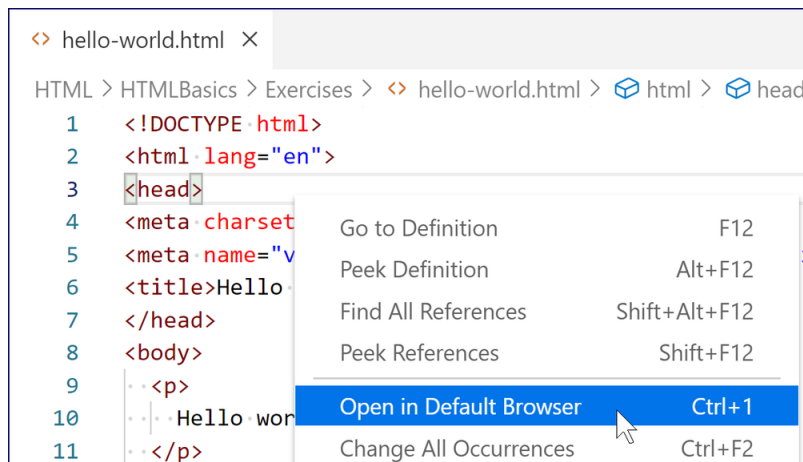 hello-world.html
HTML > HTMLBasics > Exercises > <> hello-world.html > html > head
1 <!DOCTYPE html>
2 <html lang="en">
3 <head>
4 <meta charset
5 <meta name="v
6 <title>Hello
7 </head>
8 <body>
9 <p>
10 Hello wor
11 </p>
Go to Definition F12
Peek Definition Alt+F12
Find All References Shift+Alt+F12
Peek References Shift+F12
Open in Default Browser Ctrl+1
Change All Occurrences Ctrl+F2